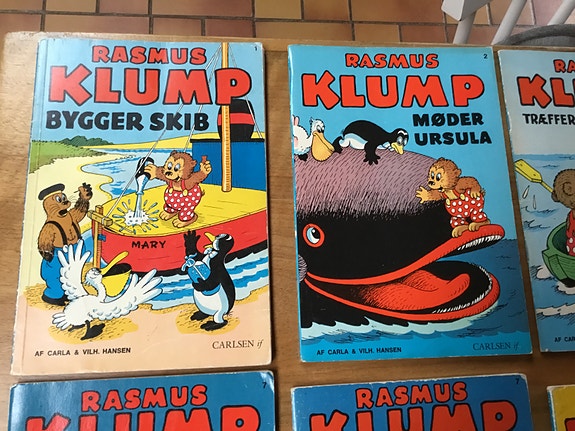 1
RASMUS
KLUMP
BYGGER SKIB
MARY
AF CARLA & VILH. HANSEN
CARLSEN if
2
RASMUS
KLUMP
MØDER
URSULA
AF CARLA & VILH. HANSEN
CARLSEN if
RA
K
TRÆFFER
7
RASMUS
KLUMP
7
RASMUS
KLUMP